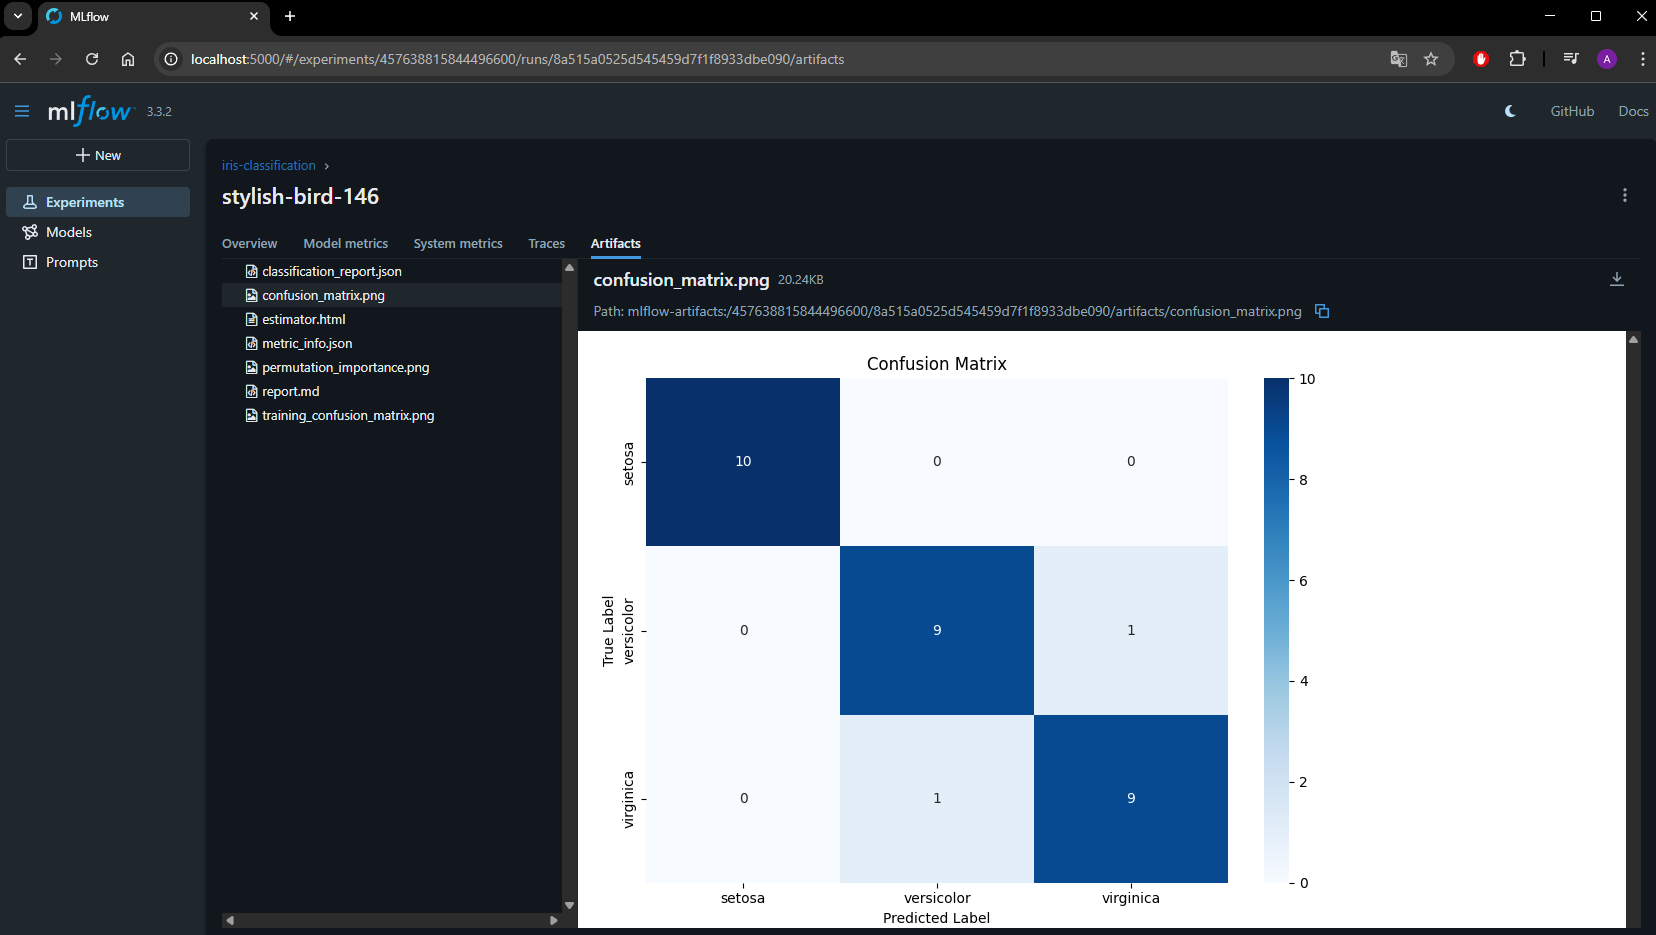 MLflow
localhost:5000/#/experiments/457638815844496600/runs/8a515a0525d545459d7f1f8933dbe090/artifacts
A
mlflow 3.3.2
GitHub
Docs
New
Experiments
Models
Prompts
iris-classification
stylish-bird-146
Overview
Model metrics
System metrics
Traces
Artifacts
classification_report.json
confusion_matrix.png
estimator.html
metric_info.json
permutation_importance.png
report.md
training_confusion_matrix.png
confusion_matrix.png 20.24KB
Path: mlflow-artifacts:/457638815844496600/8a515a0525d545459d7f1f8933dbe090/artifacts/confusion_matrix.png
Confusion Matrix
True Label
setosa
10 0 0
versicolor
0 9 1
virginica
0 1 9
setosa versicolor virginica
Predicted Label
10
8
6
4
2
0